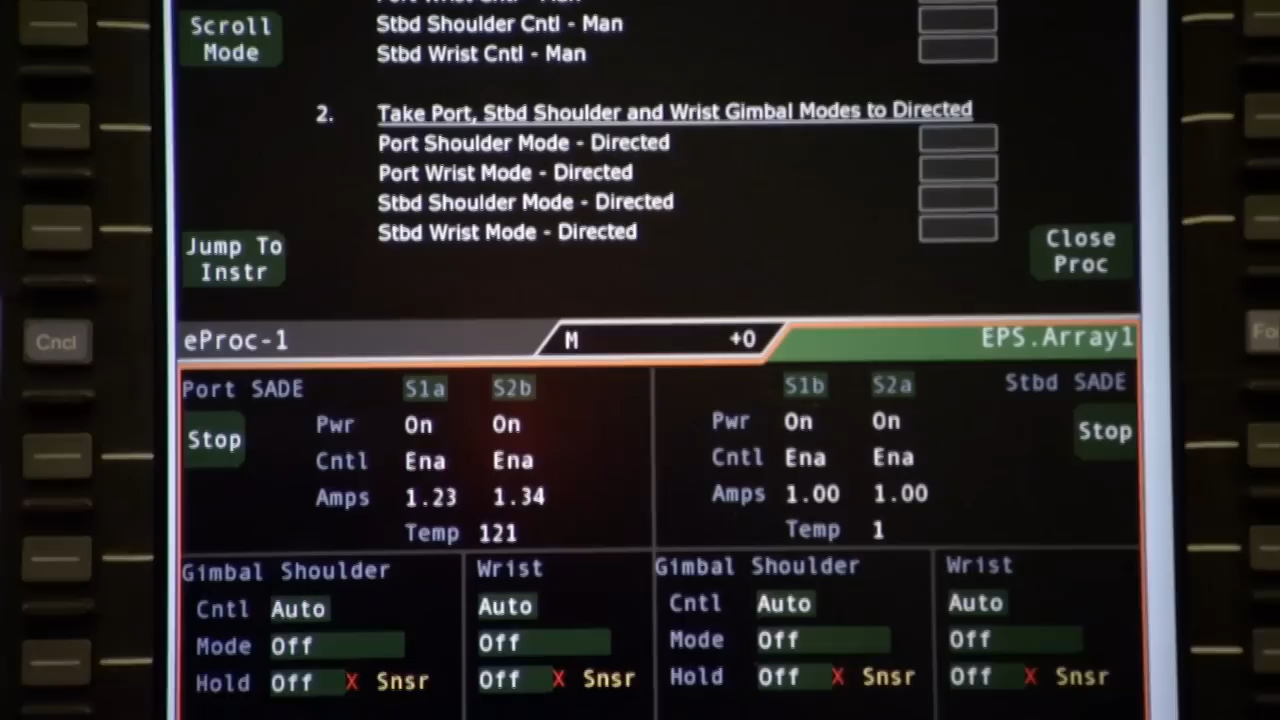 Scroll
Mode
Stbd Shoulder Cntl - Man
Stbd Wrist Cntl - Man
2. Take Port, Stbd Shoulder and Wrist Gimbal Modes to Directed
Port Shoulder Mode - Directed
Port Wrist Mode - Directed
Stbd Shoulder Mode - Directed
Stbd Wrist Mode - Directed
Jump To
Instr
Close
Proc
Cncl
eProc-1 M +0 EPS.Array1
Port SADE S1a S2b S1b S2a Stbd SADE
Stop Pwr On On Pwr On On Stop
Cntl Ena Ena Cntl Ena Ena
Amps 1.23 1.34 Amps 1.00 1.00
Temp 121 Temp 1
Gimbal Shoulder Wrist Gimbal Shoulder Wrist
Cntl Auto Auto Cntl Auto Auto
Mode Off Off Mode Off Off
Hold Off X Snsr Off X Snsr Hold Off X Snsr Off X Snsr